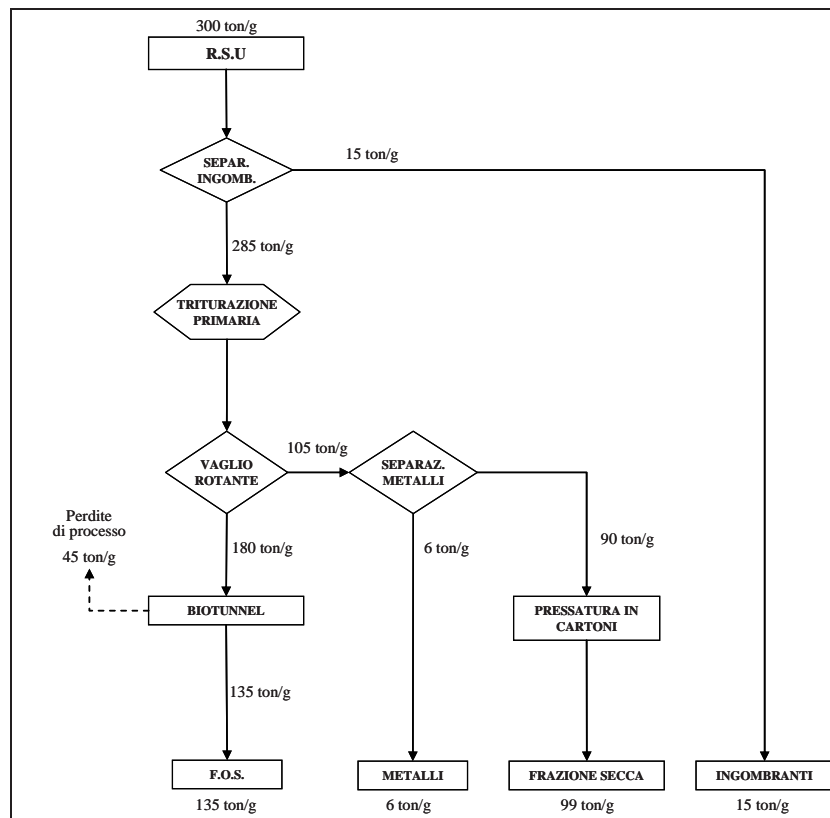 300 ton/g
R.S.U
SEPAR.
INGOMB.
15 ton/g
285 ton/g
TRITURAZIONE
PRIMARIA
VAGLIO
ROTANTE
105 ton/g
SEPARAZ.
METALLI
Perdite
di processo
45 ton/g
180 ton/g
6 ton/g
90 ton/g
BIOTUNNEL
PRESSATURA IN
CARTONI
135 ton/g
F.O.S.
METALLI
FRAZIONE SECCA
INGOMBRANTI
135 ton/g
6 ton/g
99 ton/g
15 ton/g